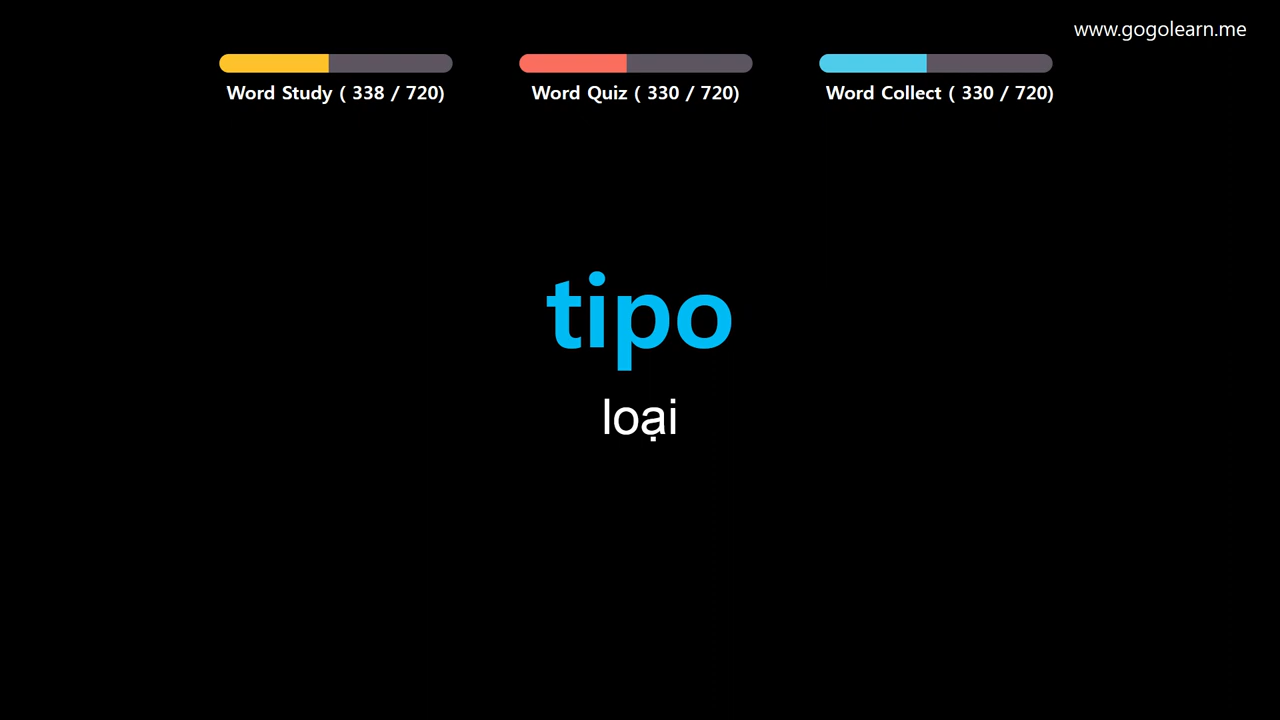 www.gogolearn.me
Word Study ( 338 / 720)
Word Quiz ( 330 / 720)
Word Collect ( 330 / 720)
tipo
loại